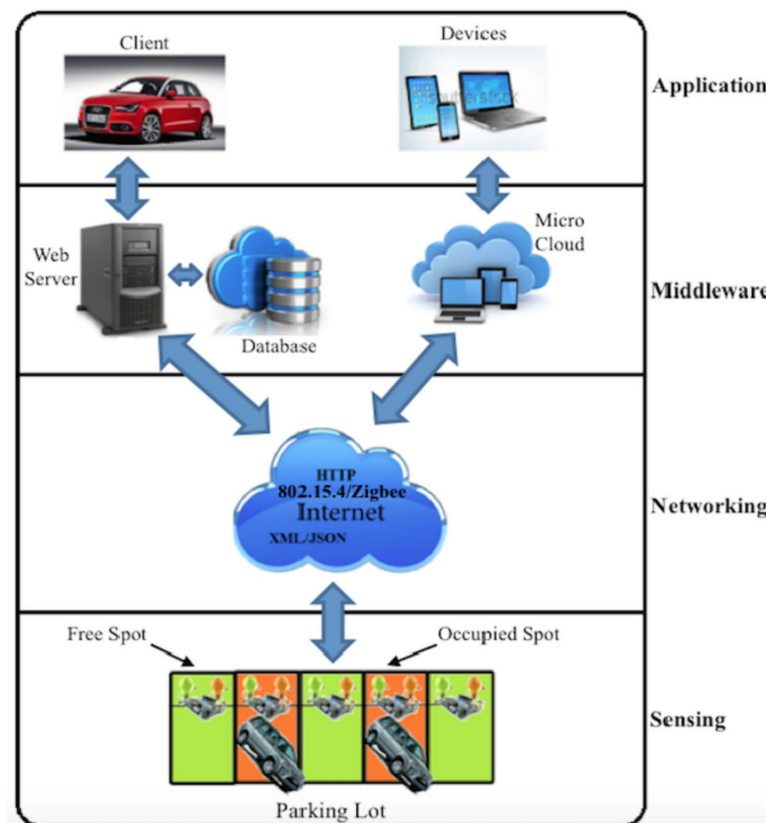 Client
Devices
shutterstock
Application
Web
Server
Database
Micro
Cloud
Middleware
HTTP
802.15.4/Zigbee
Internet
XML/JSON
Networking
Free Spot
Occupied Spot
Sensing
Parking Lot